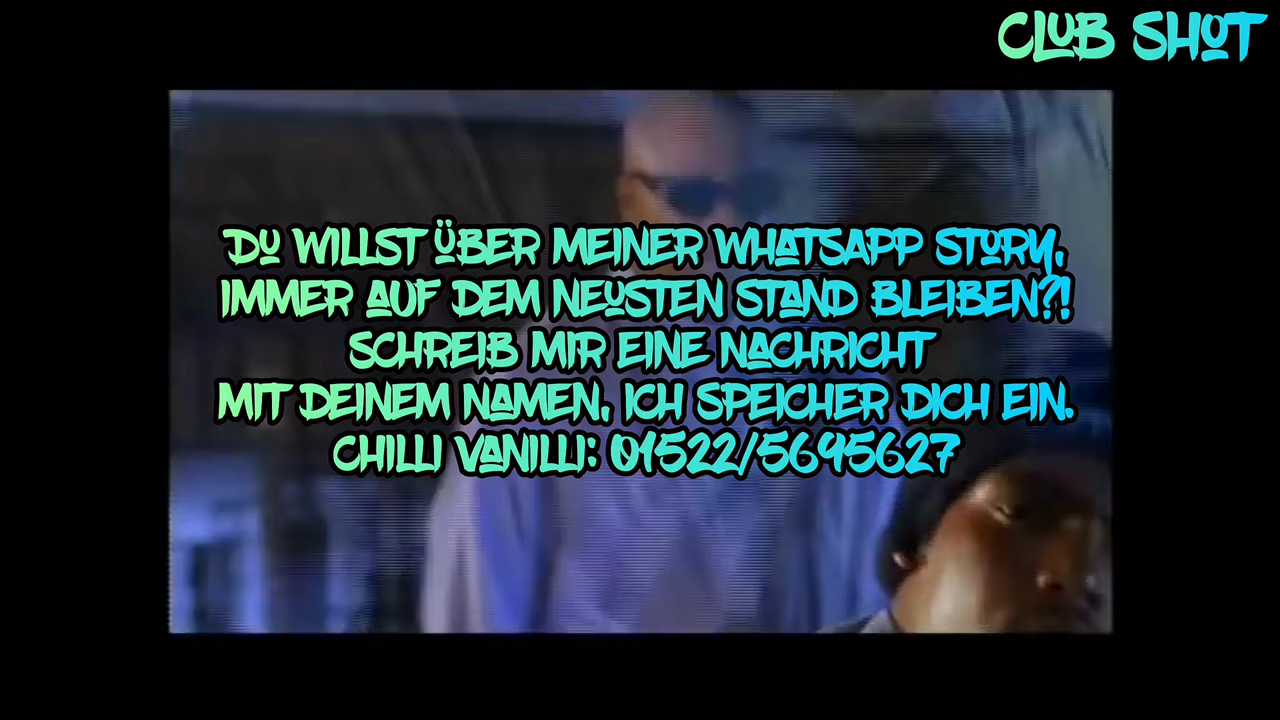 CLUB SHOT
DU WILLST ÜBER MEINER WHATSAPP STORY,
IMMER AUF DEM NEUSTEN STAND BLEIBEN?!
SCHREIB MIR EINE NACHRICHT
MIT DEINEM NAMEN, ICH SPEICHER DICH EIN.
CHILLI VANILLI: 01522/5695627